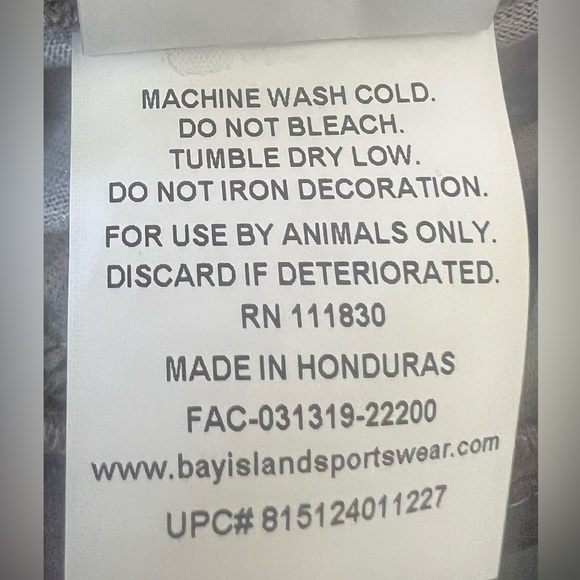 MACHINE WASH COLD.
DO NOT BLEACH.
TUMBLE DRY LOW.
DO NOT IRON DECORATION.
FOR USE BY ANIMALS ONLY.
DISCARD IF DETERIORATED.
RN 111830
MADE IN HONDURAS
FAC-031319-22200
www.bayislandsportswear.com
UPC# 815124011227